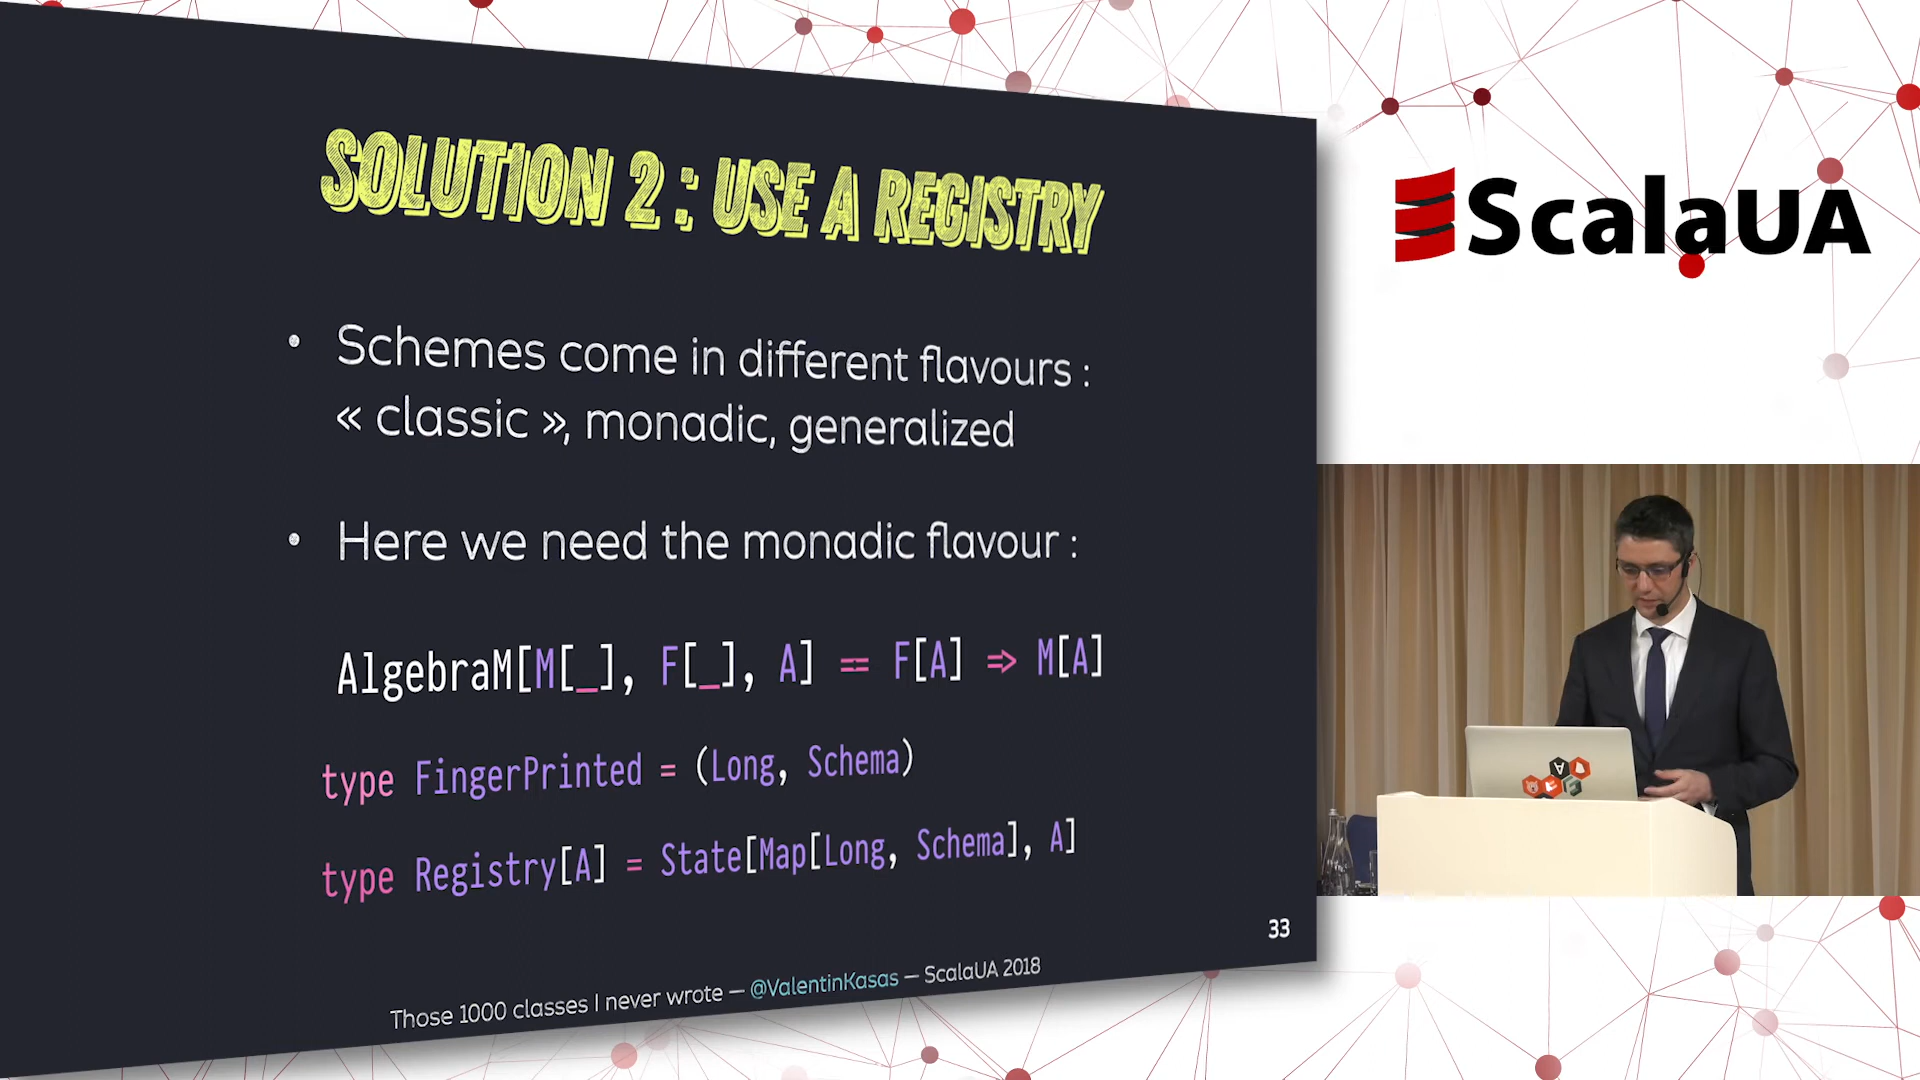 SOLUTION 2 : USE A REGISTRY
• Schemes come in different flavours :
« classic », monadic, generalized
• Here we need the monadic flavour :
AlgebraM[M[_], F[_], A] == F[A] => M[A]
type FingerPrinted = (Long, Schema)
type Registry[A] = State[Map[Long, Schema], A]
33
Those 1000 classes I never wrote — @ValentinKasas — ScalaUA 2018
ScalaUA